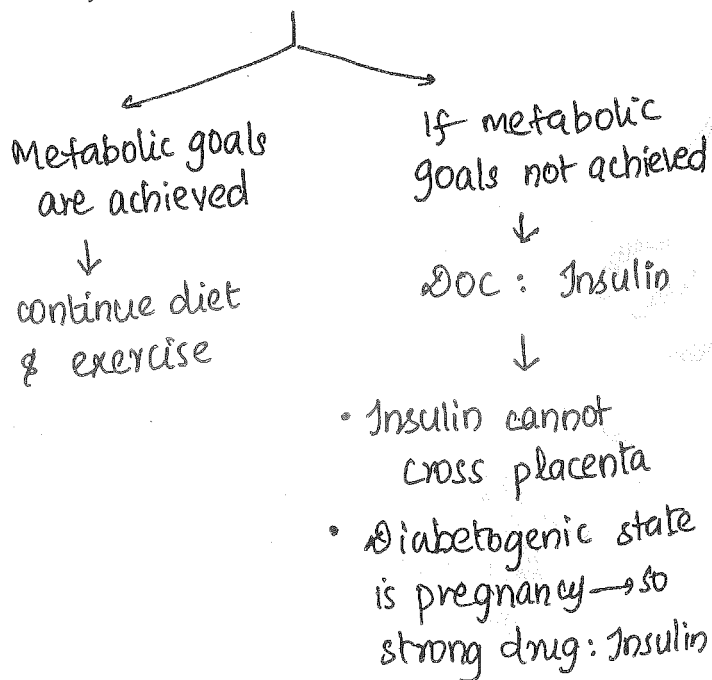 Metabolic goals
are achieved
↓
continue diet
& exercise
If metabolic
goals not achieved
↓
DOC : Insulin
↓
• Insulin cannot
cross placenta
• Diabetogenic state
is pregnancy → so
strong drug : Insulin